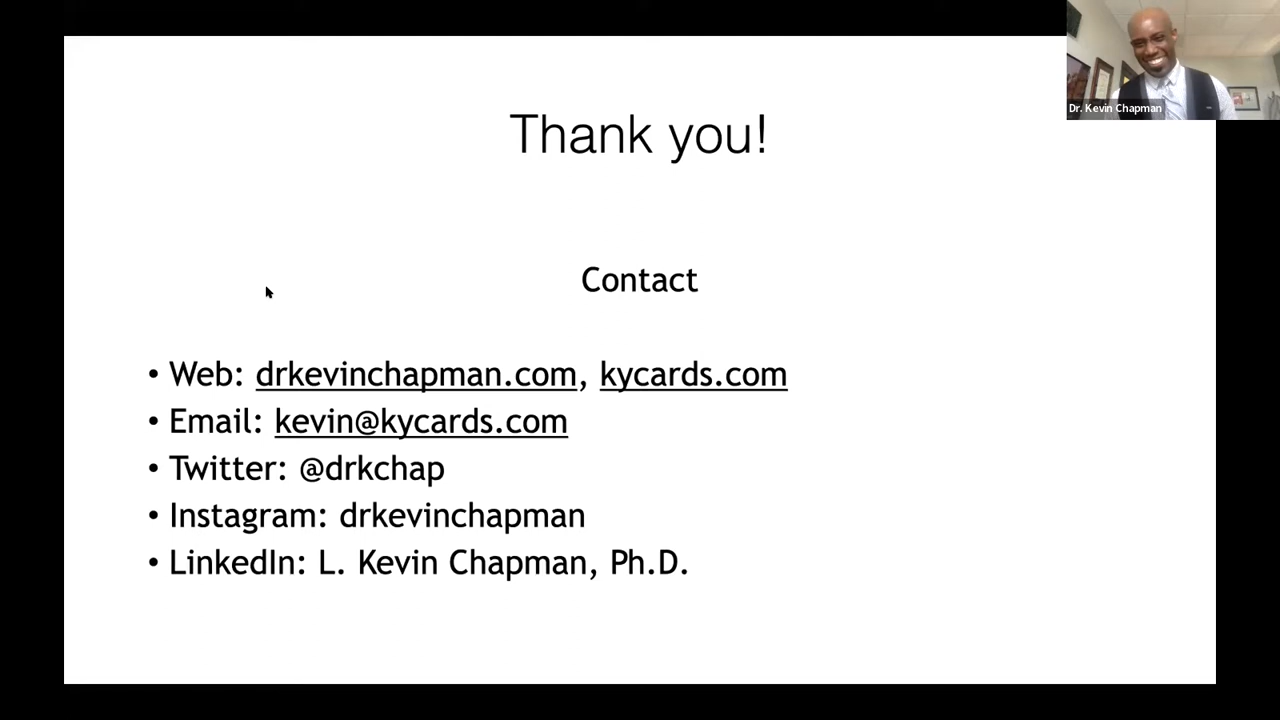 Dr. Kevin Chapman
Thank you!
Contact
• Web: drkevinchapman.com, kycards.com
• Email: kevin@kycards.com
• Twitter: @drkchap
• Instagram: drkevinchapman
• LinkedIn: L. Kevin Chapman, Ph.D.